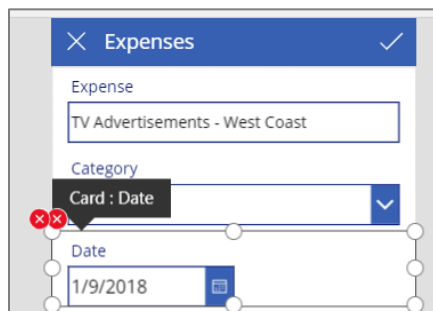 Expenses
Expense
TV Advertisements - West Coast
Category
Card : Date
Date
1/9/2018